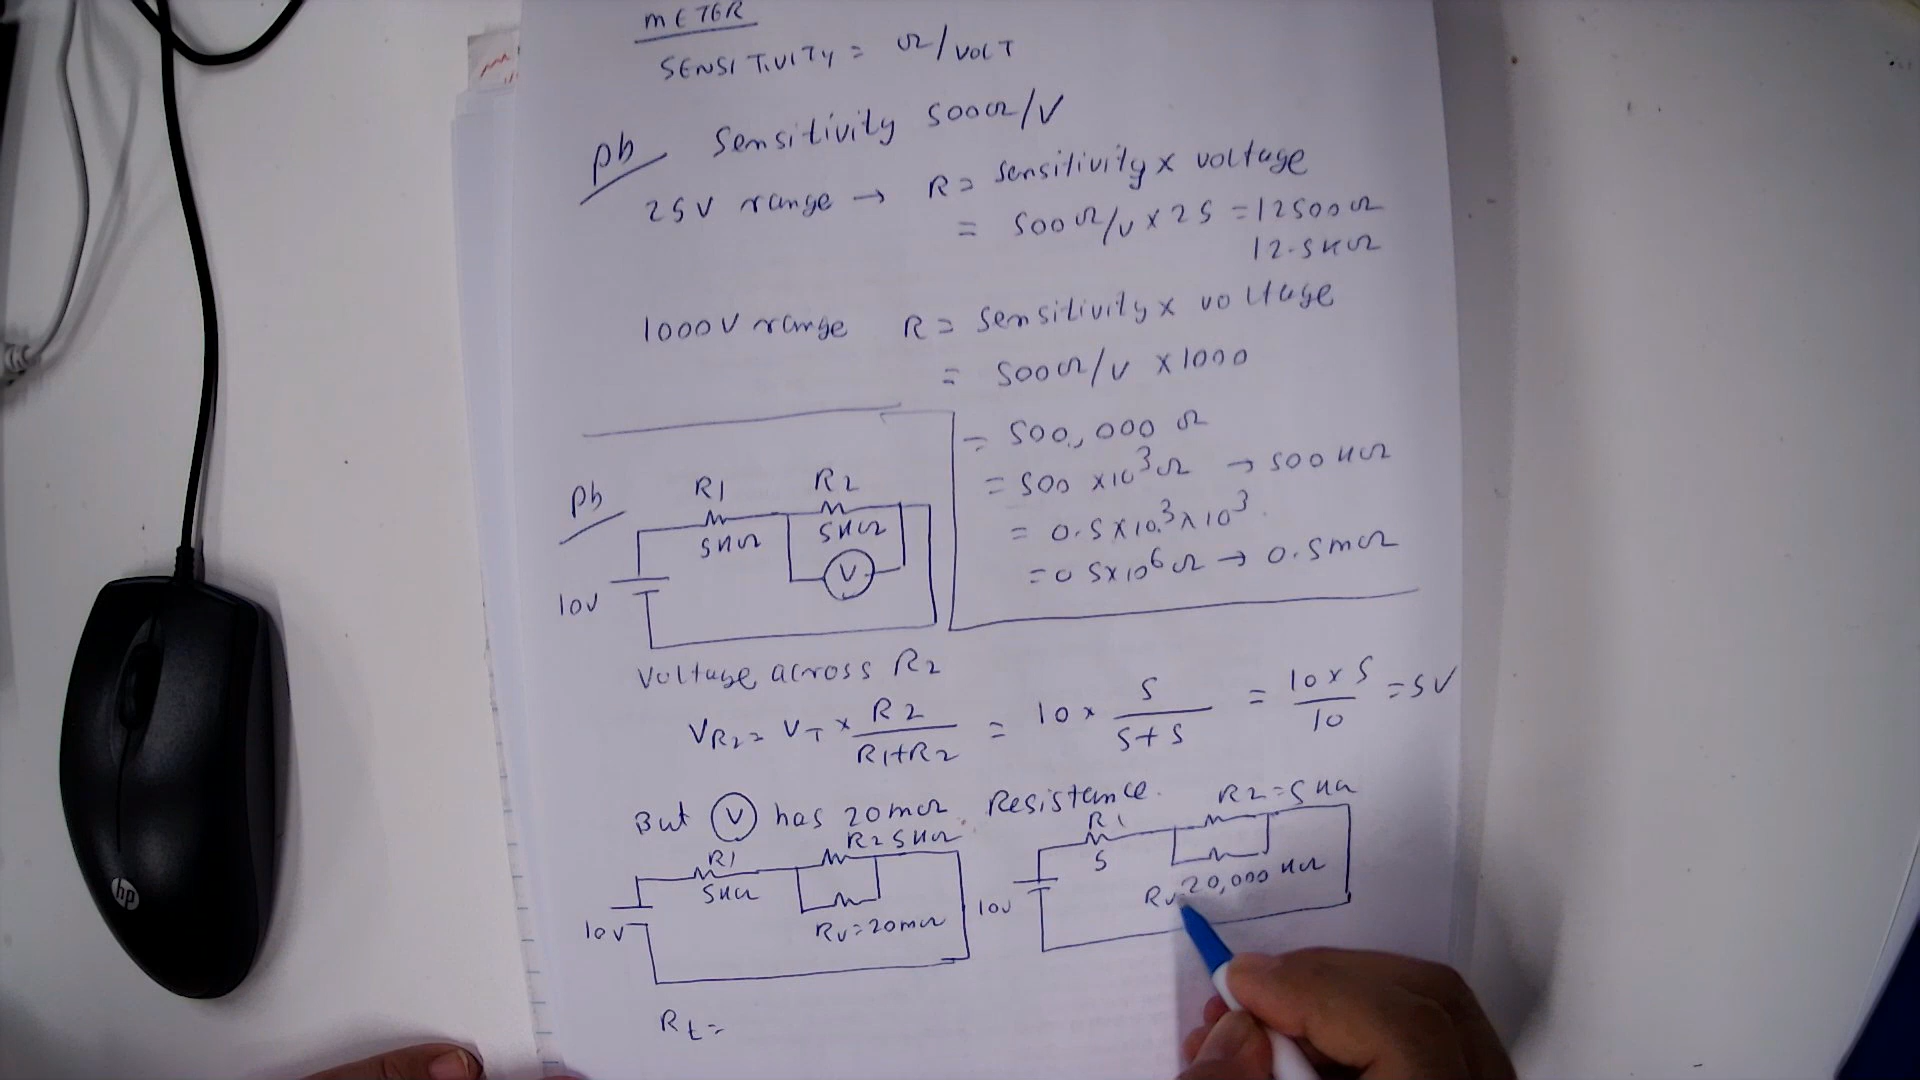 METER
SENSITIVITY = Ω/VOLT
Pb Sensitivity 500Ω/V
25V range → R = Sensitivity x voltage
= 500Ω/V x 25 = 12500Ω
12.5KΩ
1000V range R = Sensitivity x voltage
= 500Ω/V x 1000
= 500,000 Ω
= 500 x10³Ω → 500KΩ
= 0.5x10³x10³
= 0.5x10⁶Ω → 0.5mΩ
Pb R1 R2
5KΩ 5KΩ
V
10V
Voltage across R2
VR2 = VT x R2/(R1+R2) = 10 x 5/(5+5) = (10x5)/10 = 5V
But V has 20mΩ Resistance.
R1 R2 5KΩ
5KΩ
10V
RV=20mΩ
R1 R2=5KΩ
5
10V
RV 20,000 KΩ
Rt=
hp